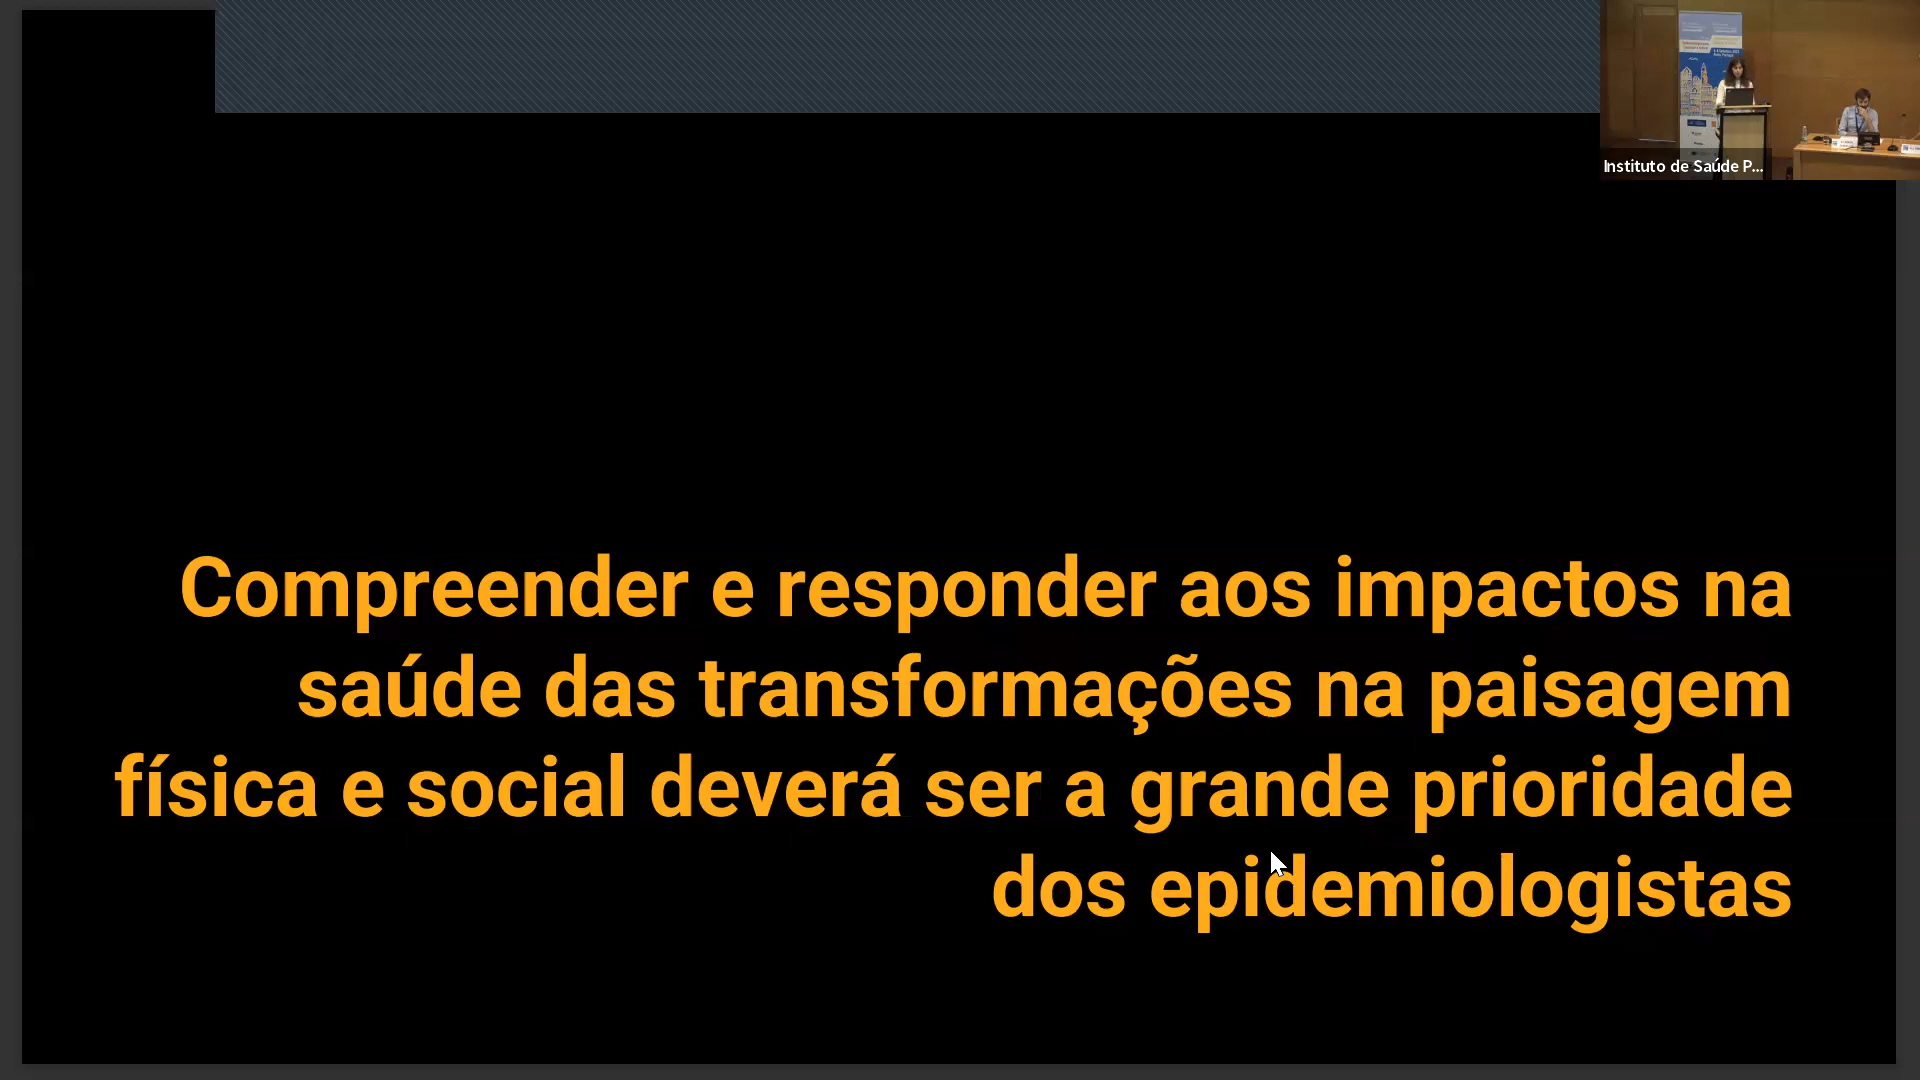 Instituto de Saúde P...
Compreender e responder aos impactos na
saúde das transformações na paisagem
física e social deverá ser a grande prioridade
dos epidemiologistas